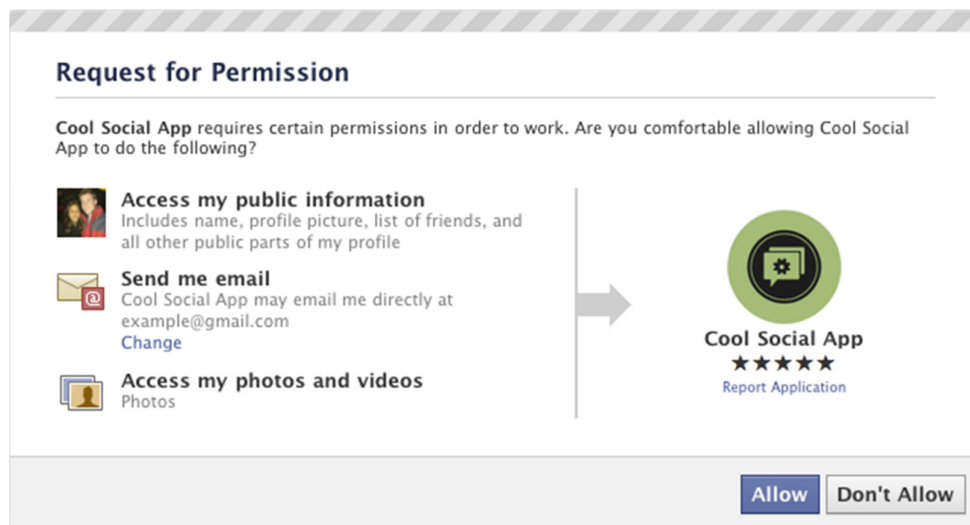 Request for Permission
Cool Social App requires certain permissions in order to work. Are you comfortable allowing Cool Social
App to do the following?
Access my public information
Includes name, profile picture, list of friends, and
all other public parts of my profile
Send me email
Cool Social App may email me directly at
example@gmail.com
Change
Access my photos and videos
Photos
Cool Social App
★★★★★
Report Application
Allow
Don't Allow